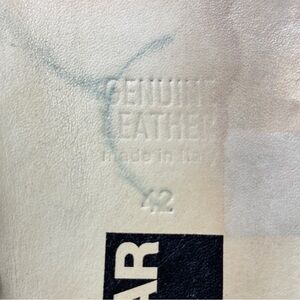 GENUINE
LEATHER
made in Italy
42
AR